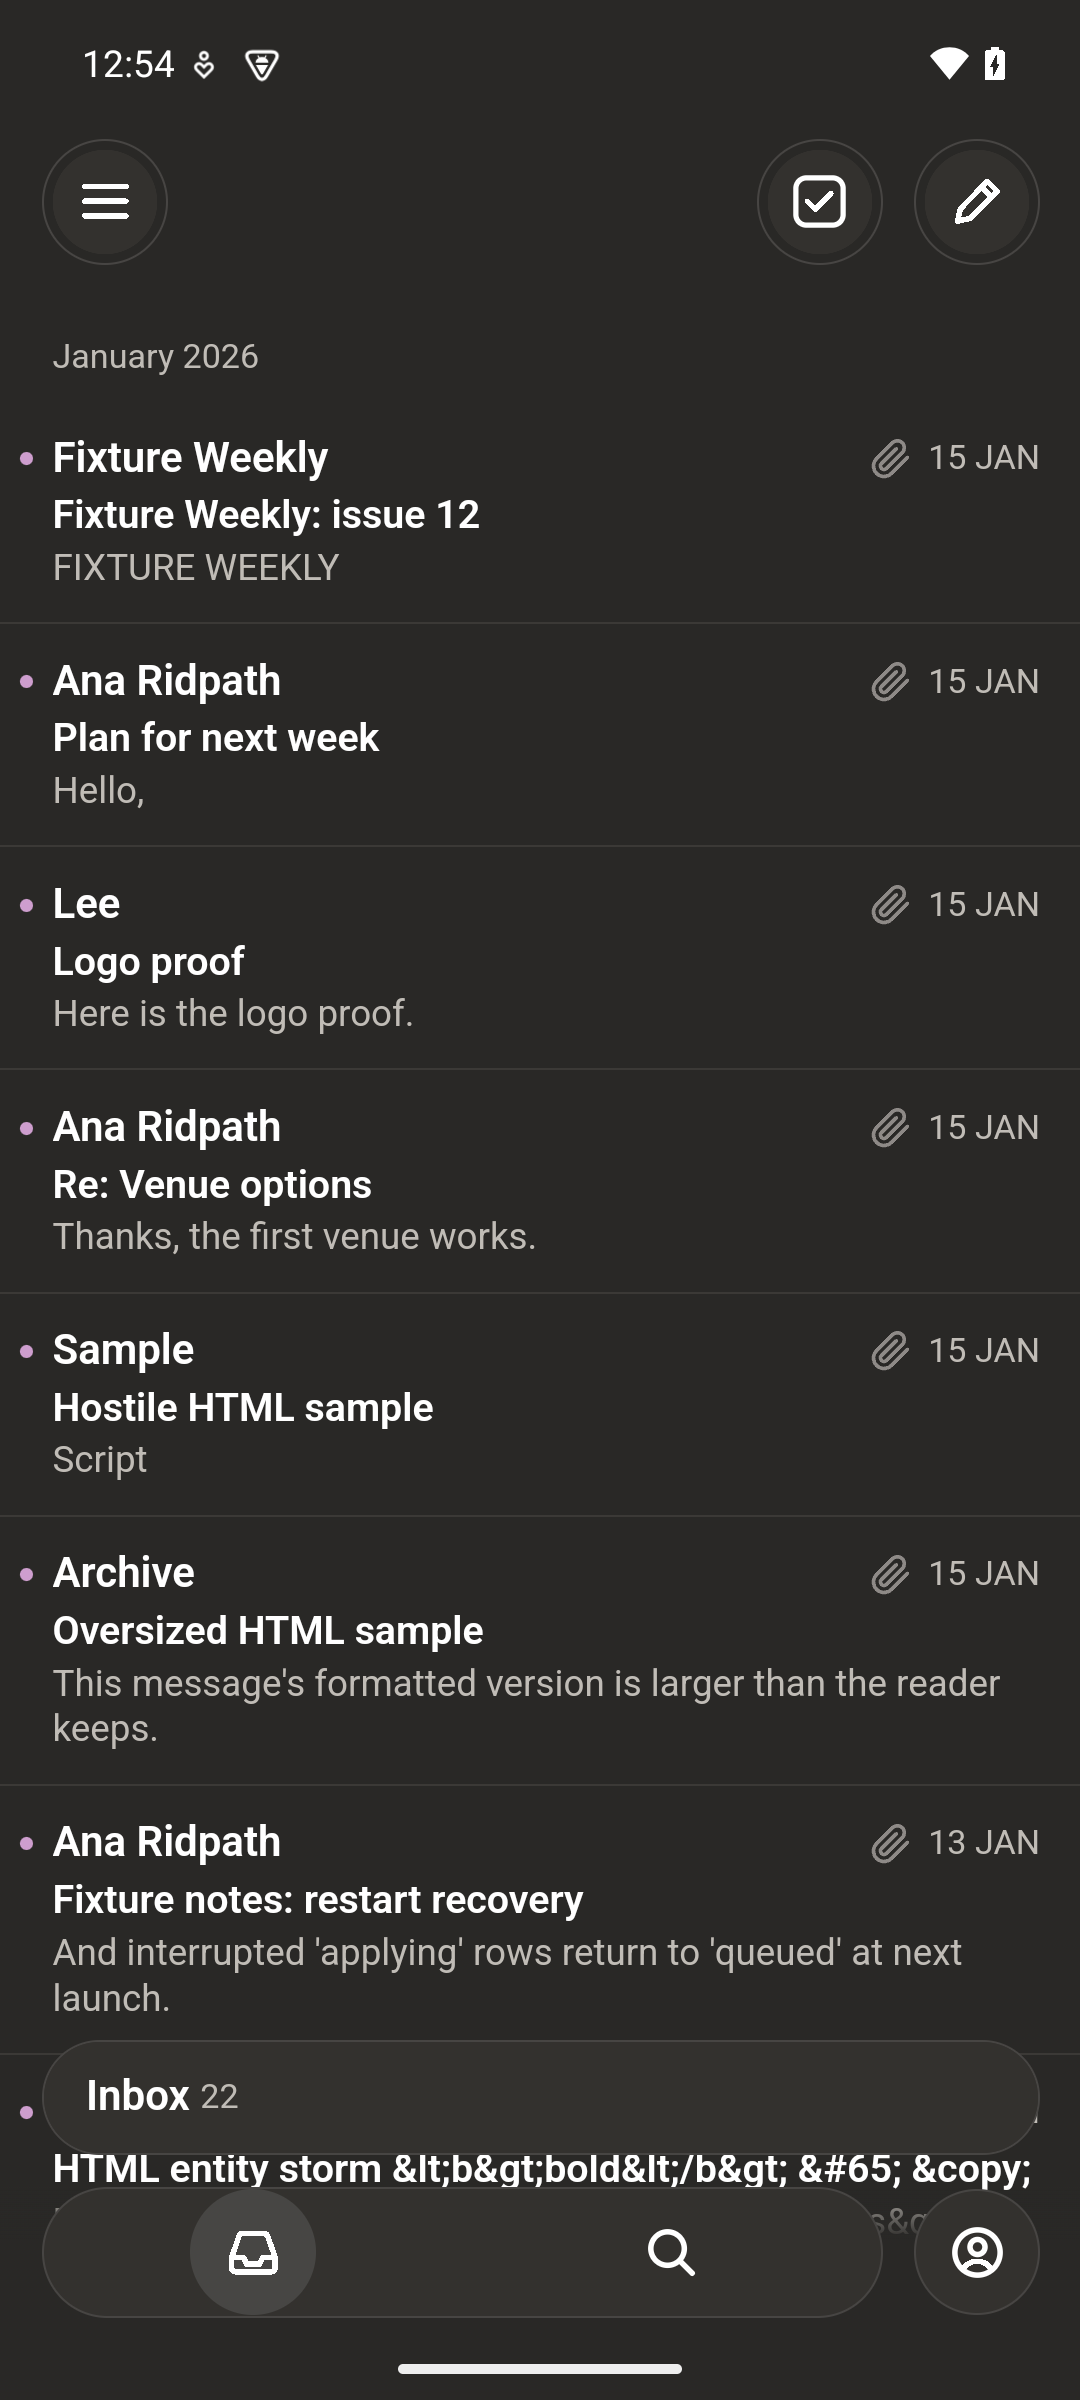 12:54
January 2026
Fixture Weekly 15 JAN
Fixture Weekly: issue 12
FIXTURE WEEKLY
Ana Ridpath 15 JAN
Plan for next week
Hello,
Lee 15 JAN
Logo proof
Here is the logo proof.
Ana Ridpath 15 JAN
Re: Venue options
Thanks, the first venue works.
Sample 15 JAN
Hostile HTML sample
Script
Archive 15 JAN
Oversized HTML sample
This message's formatted version is larger than the reader
keeps.
Ana Ridpath 13 JAN
Fixture notes: restart recovery
And interrupted 'applying' rows return to 'queued' at next
launch.
Inbox 22
HTML entity storm &lt;b&gt;bold&lt;/b&gt; &#65; &copy;